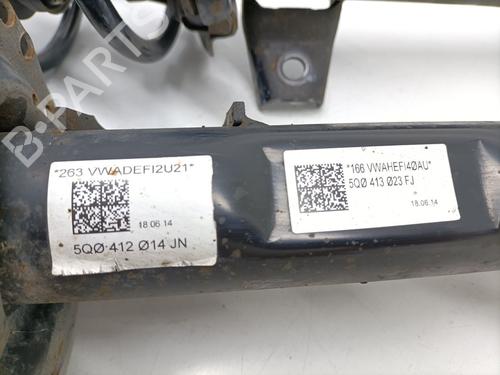 *263 VWADEFI2U21*
18.06.14
5QØ 412 Ø14 JN
*166 VWAHEFI4ØAU*
5QØ 413 Ø23 FJ
18.06.14
B-PARTS